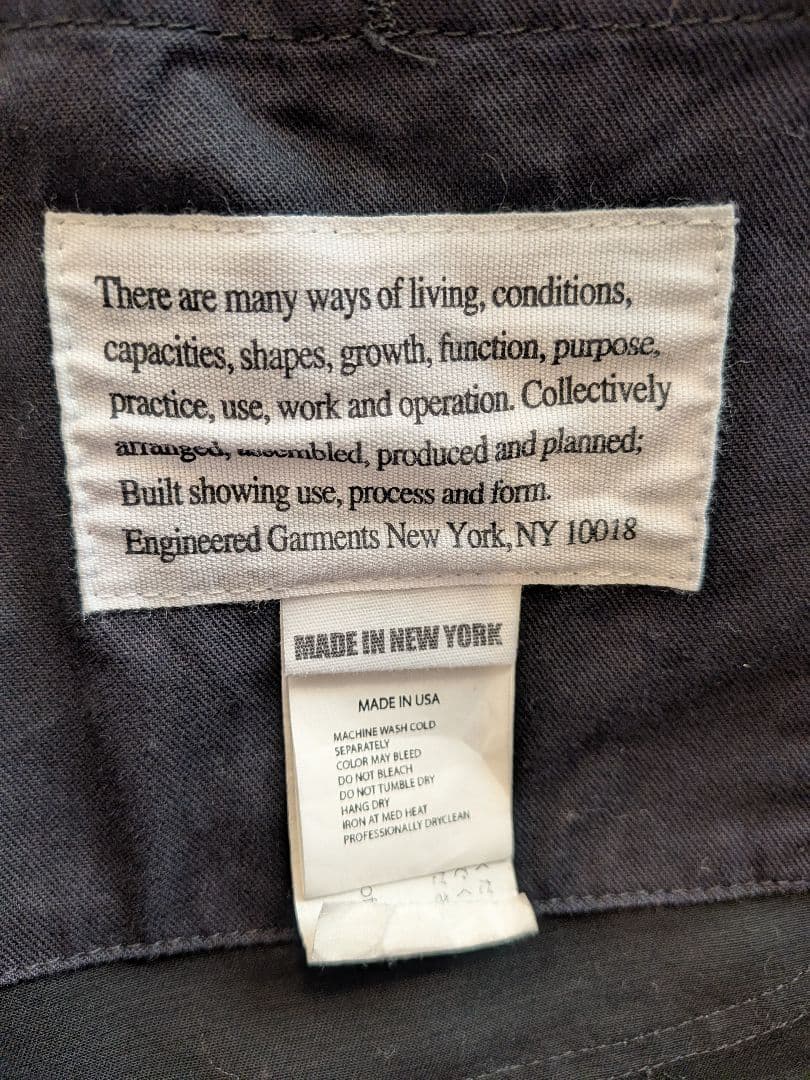 There are many ways of living, conditions,
capacities, shapes, growth, function, purpose,
practice, use, work and operation. Collectively
arranged, assembled, produced and planned;
Built showing use, process and form.
Engineered Garments New York, NY 10018
MADE IN NEW YORK
MADE IN USA
MACHINE WASH COLD
SEPARATELY
COLOR MAY BLEED
DO NOT BLEACH
DO NOT TUMBLE DRY
HANG DRY
IRON AT MED HEAT
PROFESSIONALLY DRYCLEAN